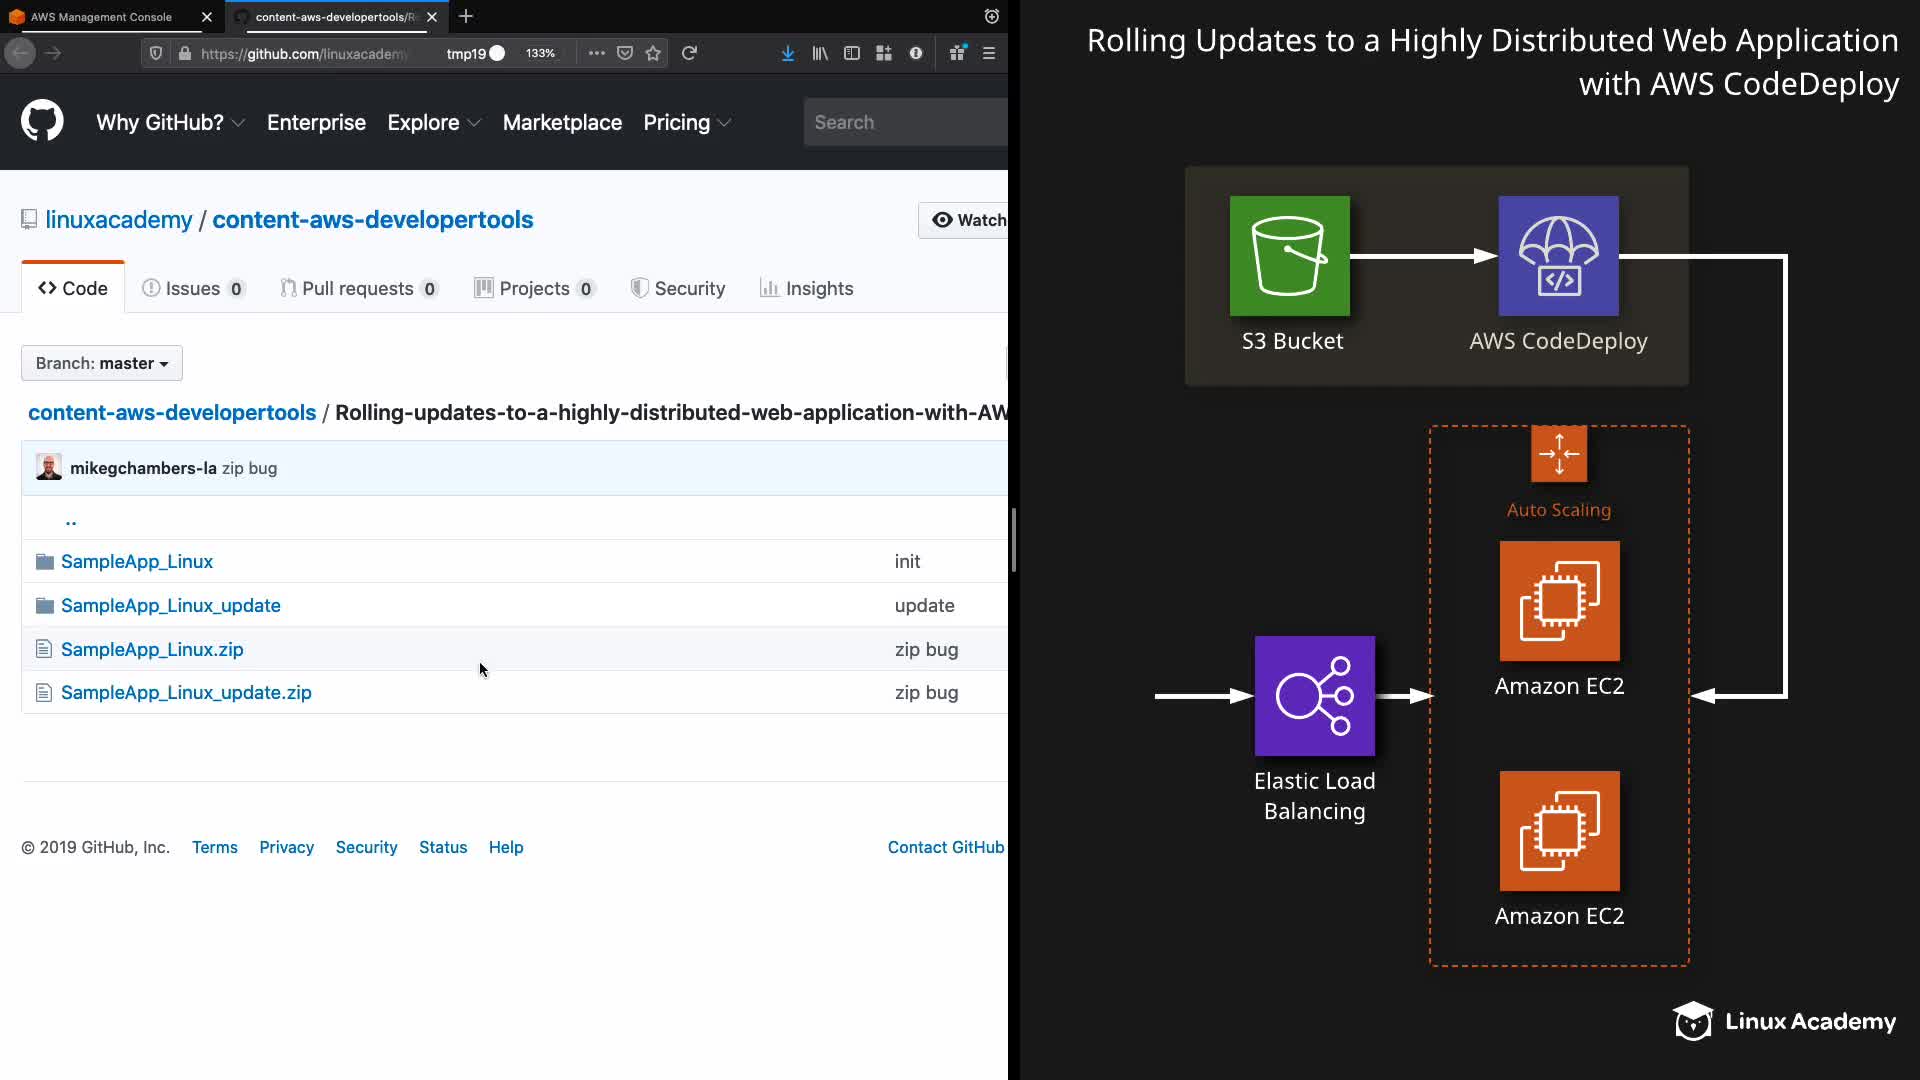 AWS Management Console
content-aws-developertools/R
https://github.com/linuxacademy
tmp19
133%
Why GitHub?
Enterprise
Explore
Marketplace
Pricing
Search
linuxacademy / content-aws-developertools
Watch
Code
Issues 0
Pull requests 0
Projects 0
Security
Insights
Branch: master
content-aws-developertools / Rolling-updates-to-a-highly-distributed-web-application-with-AW
mikegchambers-la zip bug
..
SampleApp_Linux
init
SampleApp_Linux_update
update
SampleApp_Linux.zip
zip bug
SampleApp_Linux_update.zip
zip bug
© 2019 GitHub, Inc.
Terms
Privacy
Security
Status
Help
Contact GitHub
Rolling Updates to a Highly Distributed Web Application
with AWS CodeDeploy
S3 Bucket
AWS CodeDeploy
Auto Scaling
Amazon EC2
Elastic Load
Balancing
Amazon EC2
Linux Academy